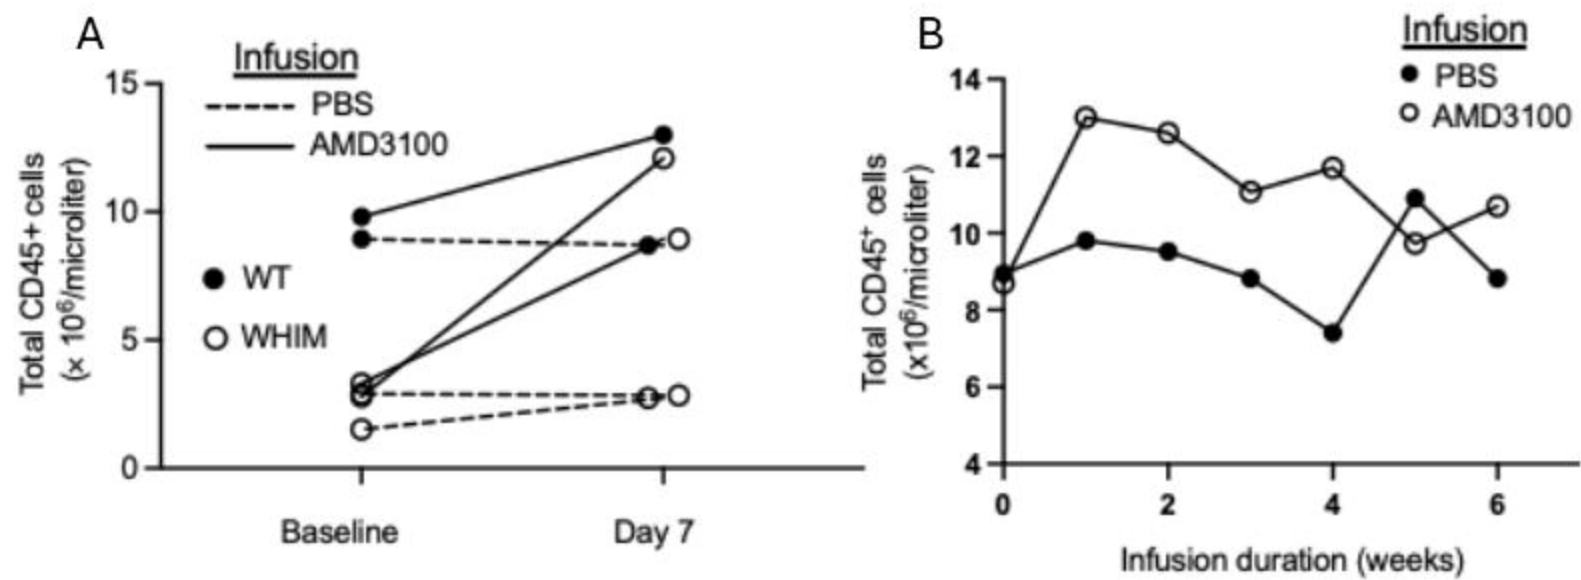 A
Infusion
PBS
AMD3100
WT
WHIM
15
10
5
0
Total CD45+ cells
(× 10⁶/microliter)
Baseline
Day 7
B
Infusion
PBS
AMD3100
14
12
10
8
6
4
Total CD45⁺ cells
(x10⁶/microliter)
0
2
4
6
Infusion duration (weeks)